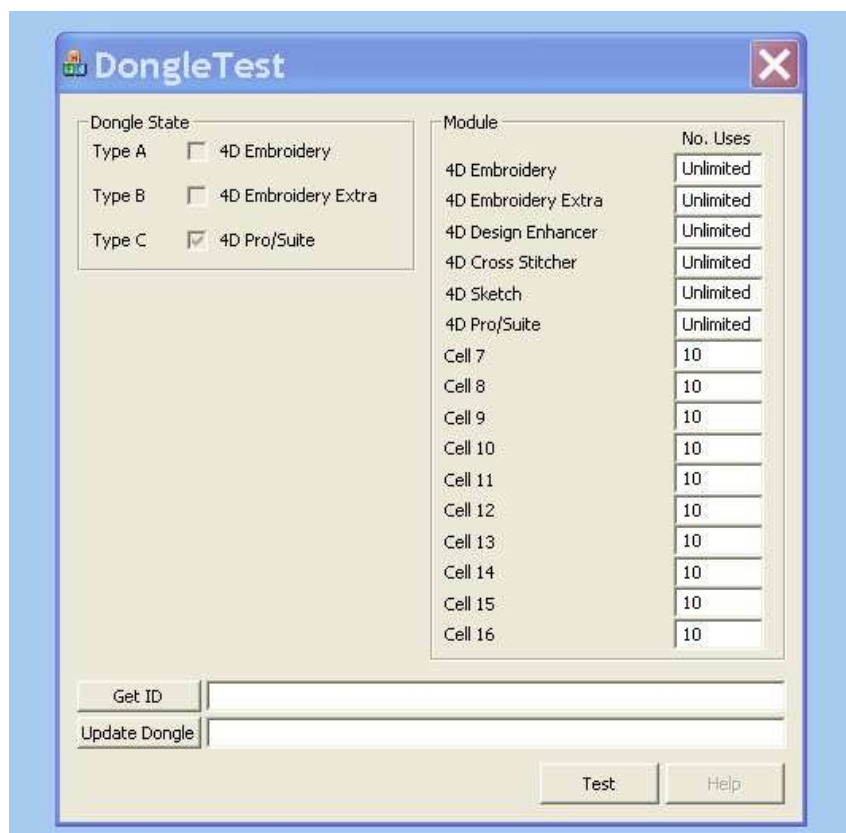 DongleTest
Dongle State
Type A 4D Embroidery
Type B 4D Embroidery Extra
Type C 4D Pro/Suite
Module
No. Uses
4D Embroidery Unlimited
4D Embroidery Extra Unlimited
4D Design Enhancer Unlimited
4D Cross Stitcher Unlimited
4D Sketch Unlimited
4D Pro/Suite Unlimited
Cell 7 10
Cell 8 10
Cell 9 10
Cell 10 10
Cell 11 10
Cell 12 10
Cell 13 10
Cell 14 10
Cell 15 10
Cell 16 10
Get ID
Update Dongle
Test Help